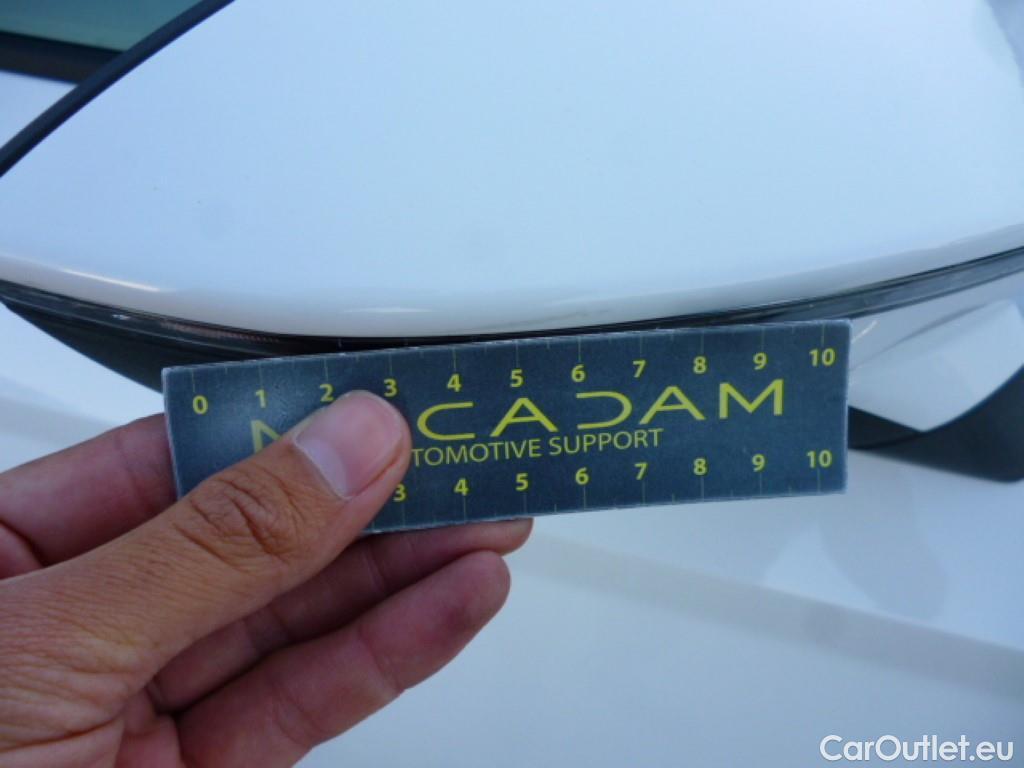 0 1 2 3 4 5 6 7 8 9 10
M CADAM
TOMOTIVE SUPPORT
3 4 5 6 7 8 9 10
CarOutlet.eu